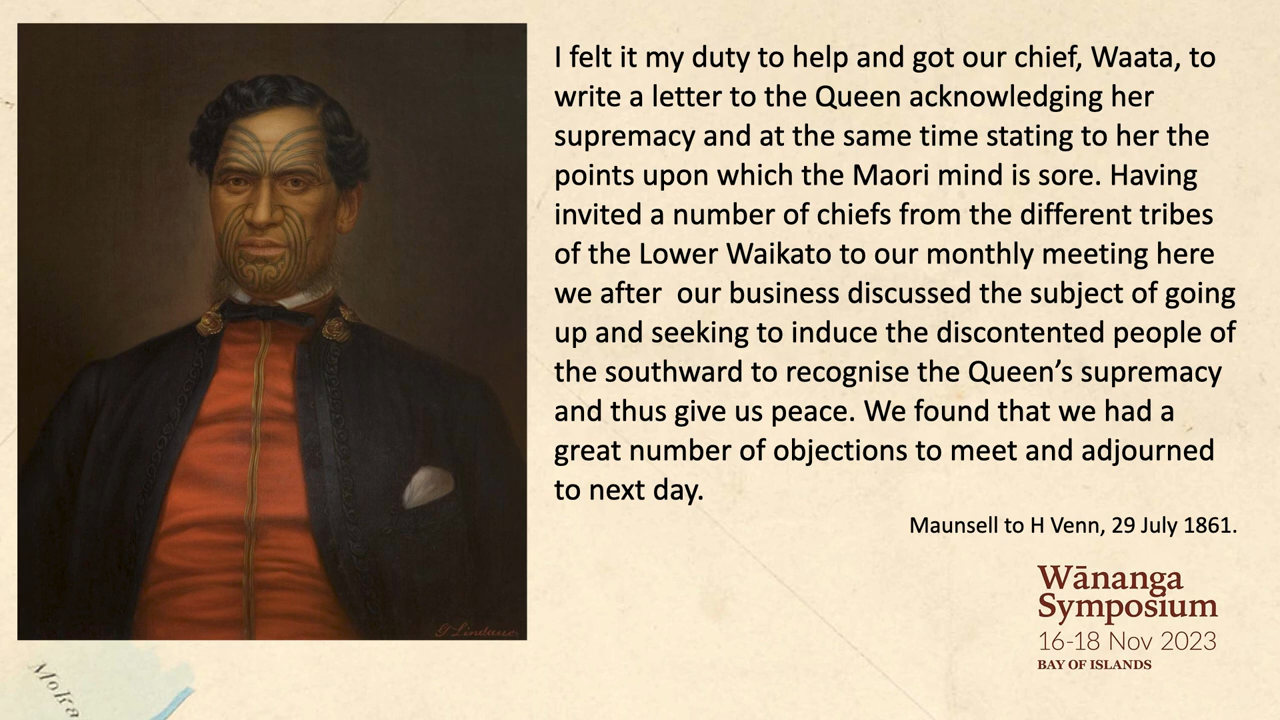 I felt it my duty to help and got our chief, Waata, to
write a letter to the Queen acknowledging her
supremacy and at the same time stating to her the
points upon which the Maori mind is sore. Having
invited a number of chiefs from the different tribes
of the Lower Waikato to our monthly meeting here
we after  our business discussed the subject of going
up and seeking to induce the discontented people of
the southward to recognise the Queen’s supremacy
and thus give us peace. We found that we had a
great number of objections to meet and adjourned
to next day.
Maunsell to H Venn, 29 July 1861.
Wānanga
Symposium
16-18 Nov 2023
BAY OF ISLANDS
Moka